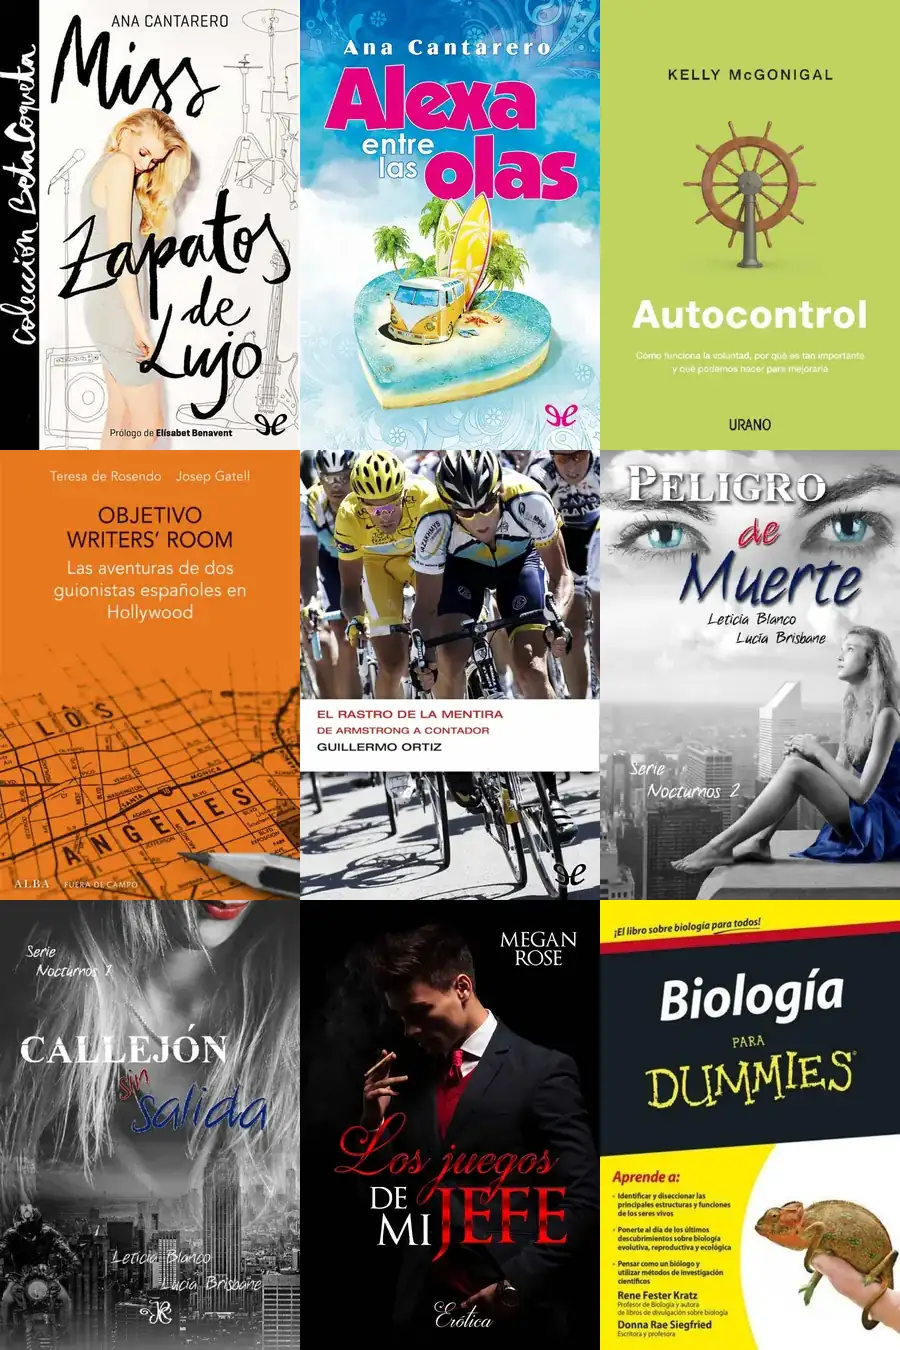 Colección BetaCoqueta
ANA CANTARERO
Miss
Zapatos
de
Lujo
Prólogo de Elísabet Benavent
Ana Cantarero
Alexa
entre
las
olas
KELLY McGONIGAL
Autocontrol
Cómo funciona la voluntad, por qué es tan importante
y qué podemos hacer para mejorarla
URANO
Teresa de Rosendo Josep Gatell
OBJETIVO
WRITERS' ROOM
Las aventuras de dos
guionistas españoles en
Hollywood
LOS
ANGELES
ALBA FUERA DE CAMPO
EL RASTRO DE LA MENTIRA
DE ARMSTRONG A CONTADOR
GUILLERMO ORTIZ
PELIGRO
de
Muerte
Leticia Blanco
Lucía Brisbane
Serie
Nocturnos 2
Serie
Nocturnos 1
CALLEJÓN
sin
salida
Leticia Blanco
Lucía Brisbane
MEGAN
ROSE
Los juegos
DE
MI JEFE
Erótica
¡El libro sobre biología para todos!
Biología
PARA
DUMMIES
Aprende a:
• Identificar y diseccionar las
principales estructuras y funciones
de los seres vivos
• Ponerte al día de los últimos
descubrimientos sobre biología
evolutiva, reproductiva y ecológica
• Pensar como un biólogo y
utilizar métodos de investigación
científicos
Rene Fester Kratz
Profesor de Biología y autora
de libros de divulgación sobre biología
Donna Rae Siegfried
Escritora y profesora